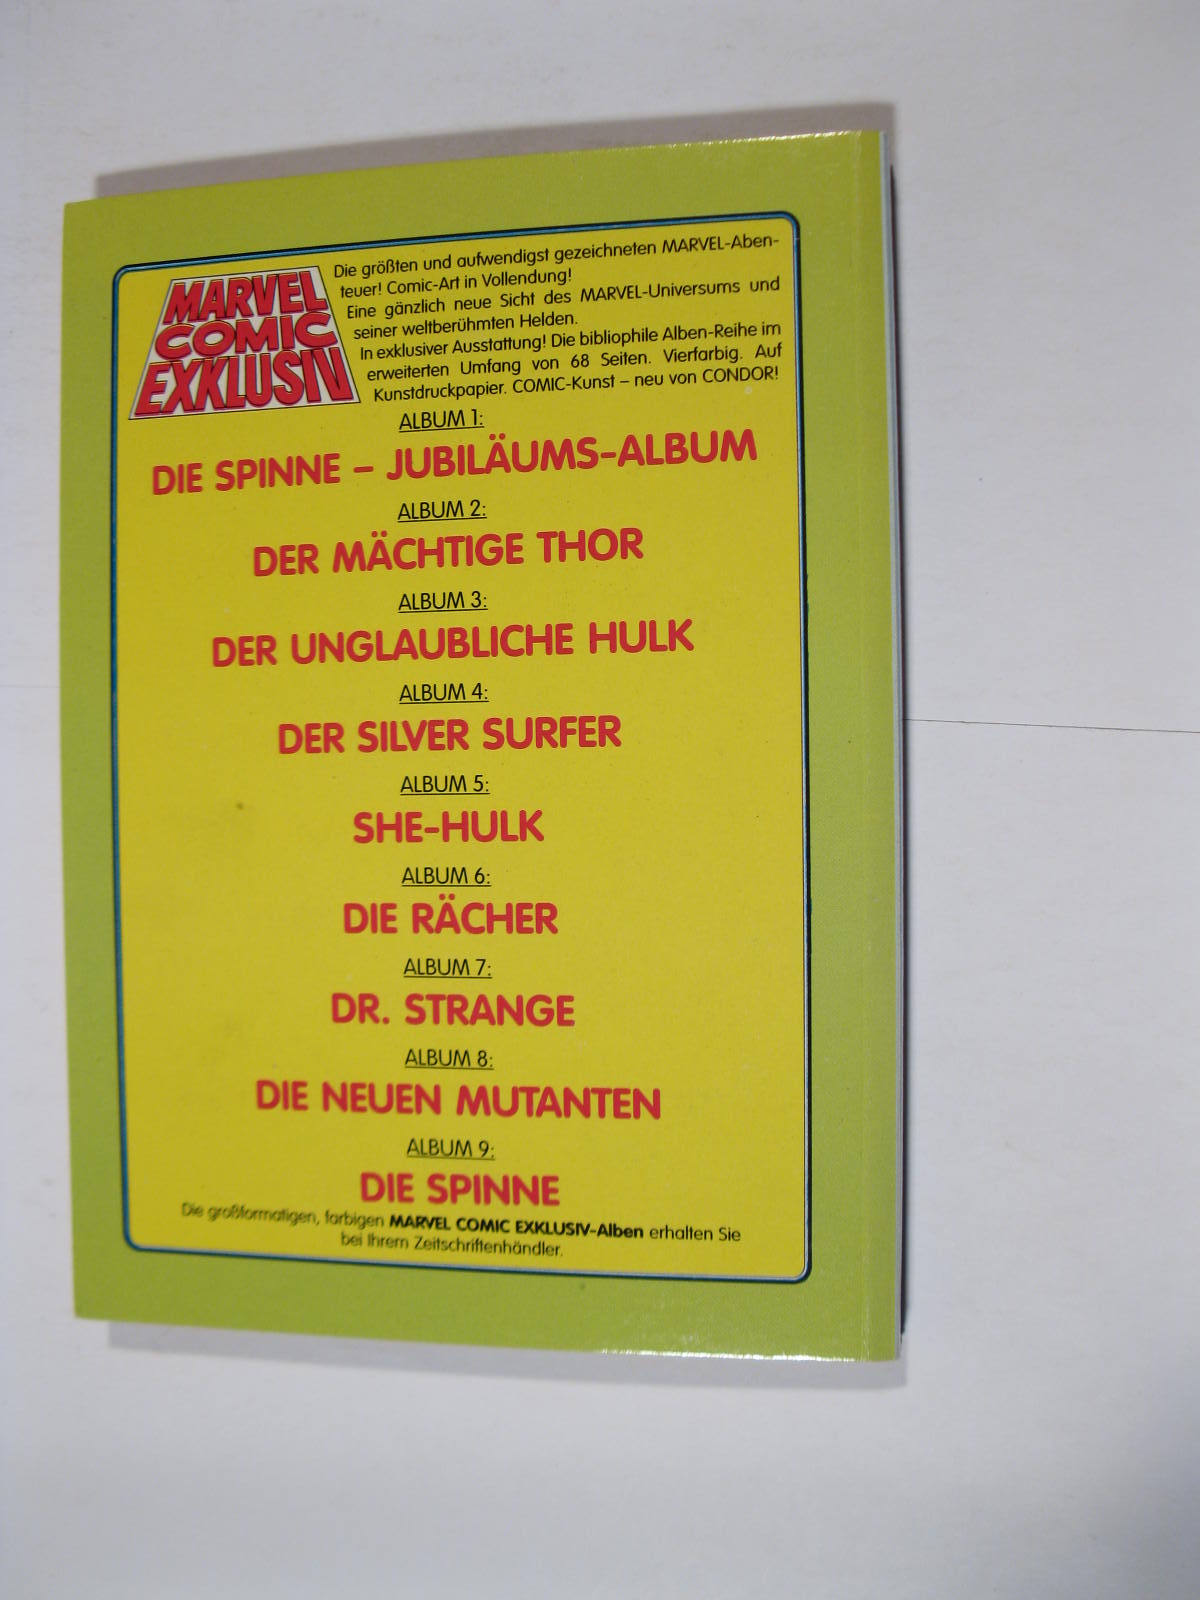 MARVEL
COMIC
EXKLUSIV
Die größten und aufwendigst gezeichneten MARVEL-Aben-
teuer! Comic-Art in Vollendung!
Eine gänzlich neue Sicht des MARVEL-Universums und
seiner weltberühmten Helden.
In exklusiver Ausstattung! Die bibliophile Alben-Reihe im
erweiterten Umfang von 68 Seiten. Vierfarbig. Auf
Kunstdruckpapier. COMIC-Kunst – neu von CONDOR!
ALBUM 1:
DIE SPINNE – JUBILÄUMS-ALBUM
ALBUM 2:
DER MÄCHTIGE THOR
ALBUM 3:
DER UNGLAUBLICHE HULK
ALBUM 4:
DER SILVER SURFER
ALBUM 5:
SHE-HULK
ALBUM 6:
DIE RÄCHER
ALBUM 7:
DR. STRANGE
ALBUM 8:
DIE NEUEN MUTANTEN
ALBUM 9:
DIE SPINNE
Die großformatigen, farbigen MARVEL COMIC EXKLUSIV-Alben erhalten Sie
bei Ihrem Zeitschriftenhändler.